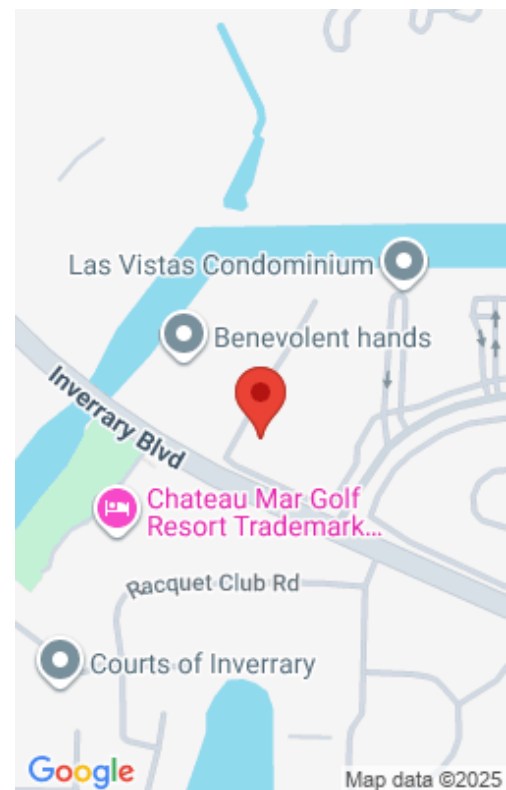 Las Vistas Condominium
Benevolent hands
Inverrary Blvd
Chateau Mar Golf
Resort Trademark...
Racquet Club Rd
Courts of Inverrary
Google
Map data ©2025